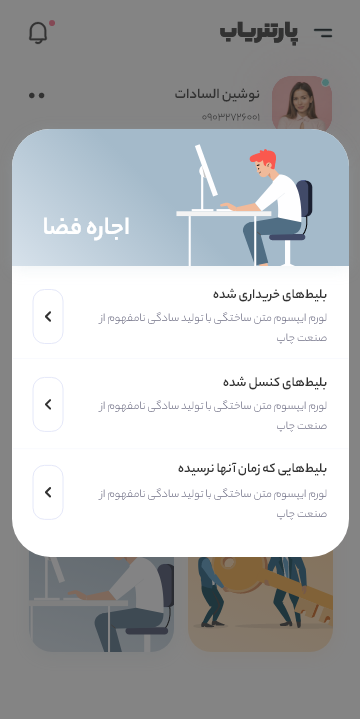 پارتنریاب
نوشین السادات
۰۹۰۳۲۷۲۶۰۰۱
اجاره فضا
بلیط‌های خریداری شده
لورم ایپسوم متن ساختگی با تولید سادگی نامفهوم از
صنعت چاپ
بلیط‌های کنسل شده
لورم ایپسوم متن ساختگی با تولید سادگی نامفهوم از
صنعت چاپ
بلیط‌هایی که زمان آنها نرسیده
لورم ایپسوم متن ساختگی با تولید سادگی نامفهوم از
صنعت چاپ